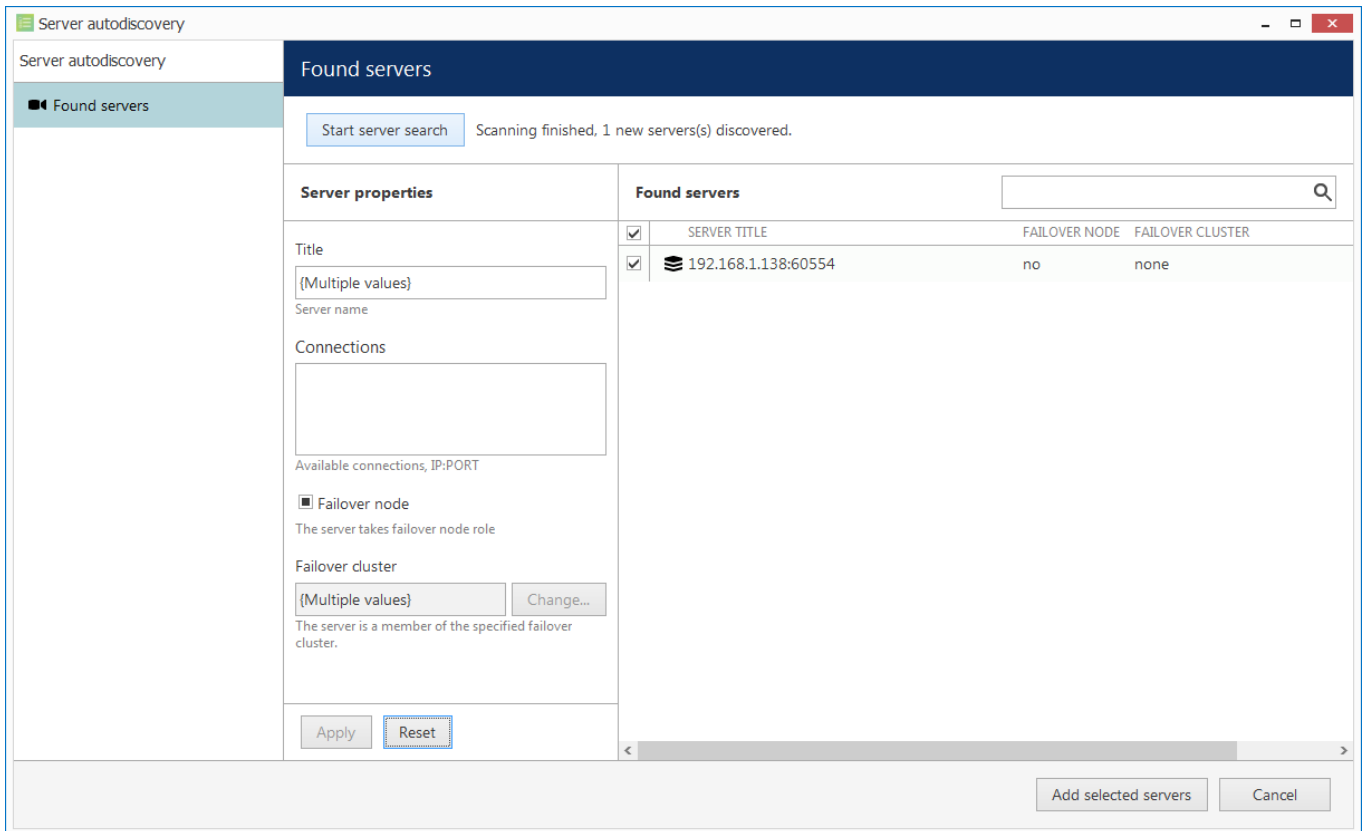 Server autodiscovery
Server autodiscovery
Found servers
Found servers
Start server search
Scanning finished, 1 new servers(s) discovered.
Server properties
Title
{Multiple values}
Server name
Connections
Available connections, IP:PORT
Failover node
The server takes failover node role
Failover cluster
{Multiple values}
Change...
The server is a member of the specified failover
cluster.
Apply
Reset
Found servers
SERVER TITLE
FAILOVER NODE
FAILOVER CLUSTER
192.168.1.138:60554
no
none
Add selected servers
Cancel